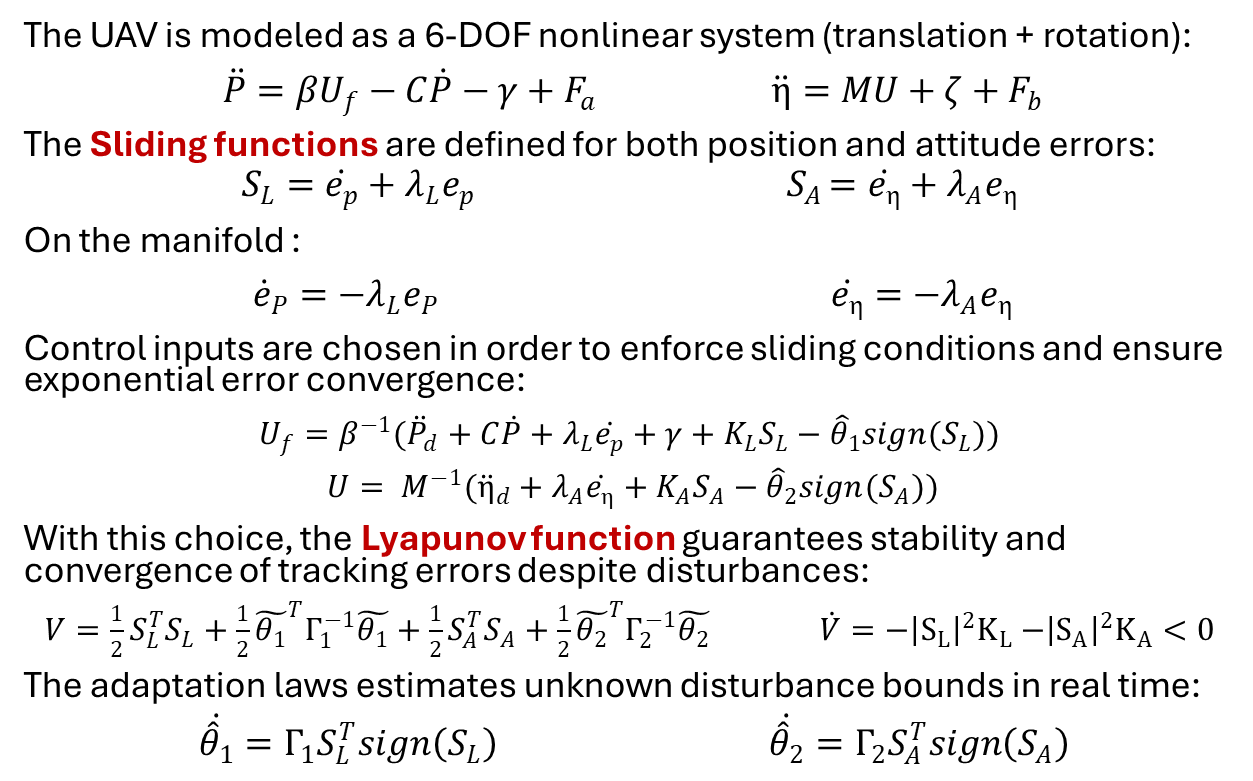 The UAV is modeled as a 6-DOF nonlinear system (translation + rotation):
P̈ = βU_f − CṖ − γ + F_a    η̈ = MU + ζ + F_b
The Sliding functions are defined for both position and attitude errors:
S_L = ė_p + λ_L e_p    S_A = ė_η + λ_A e_η
On the manifold :
ė_P = −λ_L e_P    ė_η = −λ_A e_η
Control inputs are chosen in order to enforce sliding conditions and ensure
exponential error convergence:
U_f = β^{−1}(P̈_d + CṖ + λ_L ė_p + γ + K_L S_L − θ̂_1 sign(S_L))
U = M^{−1}(η̈_d + λ_A ė_η + K_A S_A − θ̂_2 sign(S_A))
With this choice, the Lyapunov function guarantees stability and
convergence of tracking errors despite disturbances:
V = ½ S_L^T S_L + ½ θ̃_1^T Γ_1^{−1} θ̃_1 + ½ S_A^T S_A + ½ θ̃_2^T Γ_2^{−1} θ̃_2    V̇ = −|S_L|²K_L −|S_A|²K_A < 0
The adaptation laws estimates unknown disturbance bounds in real time:
θ̂̇_1 = Γ_1 S_L^T sign(S_L)    θ̂̇_2 = Γ_2 S_A^T sign(S_A)